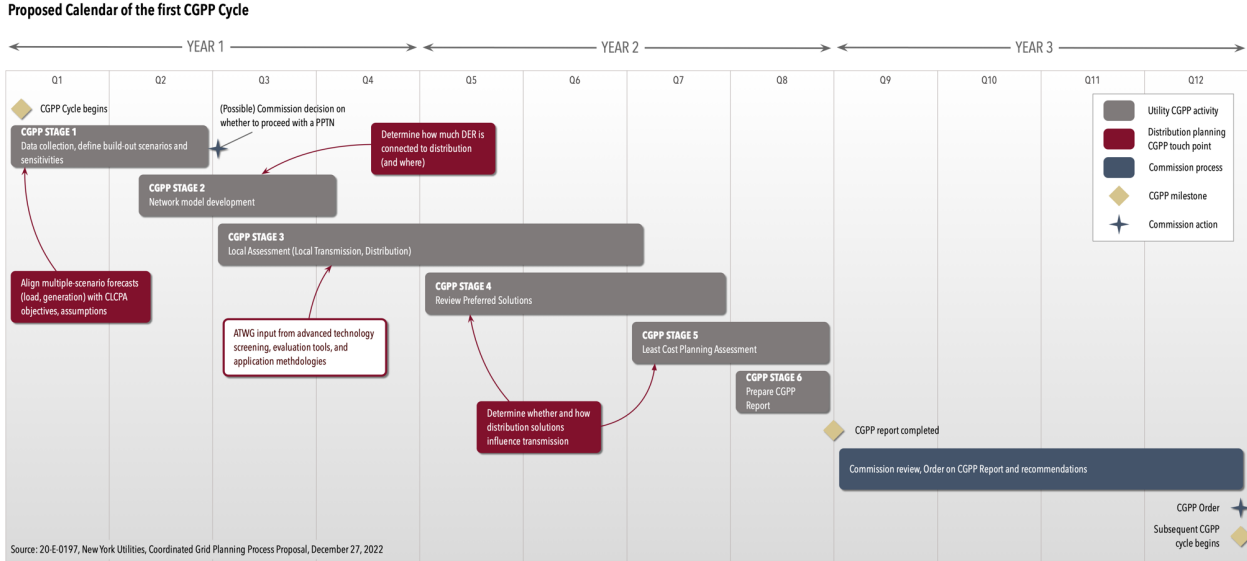 Proposed Calendar of the first CGPP Cycle
YEAR 1
YEAR 2
YEAR 3
Q1
Q2
Q3
Q4
Q5
Q6
Q7
Q8
Q9
Q10
Q11
Q12
CGPP Cycle begins
(Possible) Commission decision on
whether to proceed with a PPTN
CGPP STAGE 1
Data collection, define build-out scenarios and
sensitivities
Determine how much DER is
connected to distribution
(and where)
CGPP STAGE 2
Network model development
CGPP STAGE 3
Local Assessment (Local Transmission, Distribution)
Align multiple-scenario forecasts
(load, generation) with CLCPA
objectives, assumptions
CGPP STAGE 4
Review Preferred Solutions
ATWG input from advanced technology
screening, evaluation tools, and
application methdologies
CGPP STAGE 5
Least Cost Planning Assessment
CGPP STAGE 6
Prepare CGPP
Report
Determine whether and how
distribution solutions
influence transmission
CGPP report completed
Commission review, Order on CGPP Report and recommendations
CGPP Order
Subsequent CGPP
cycle begins
Utility CGPP activity
Distribution planning
CGPP touch point
Commission process
CGPP milestone
Commission action
Source: 20-E-0197, New York Utilities, Coordinated Grid Planning Process Proposal, December 27, 2022